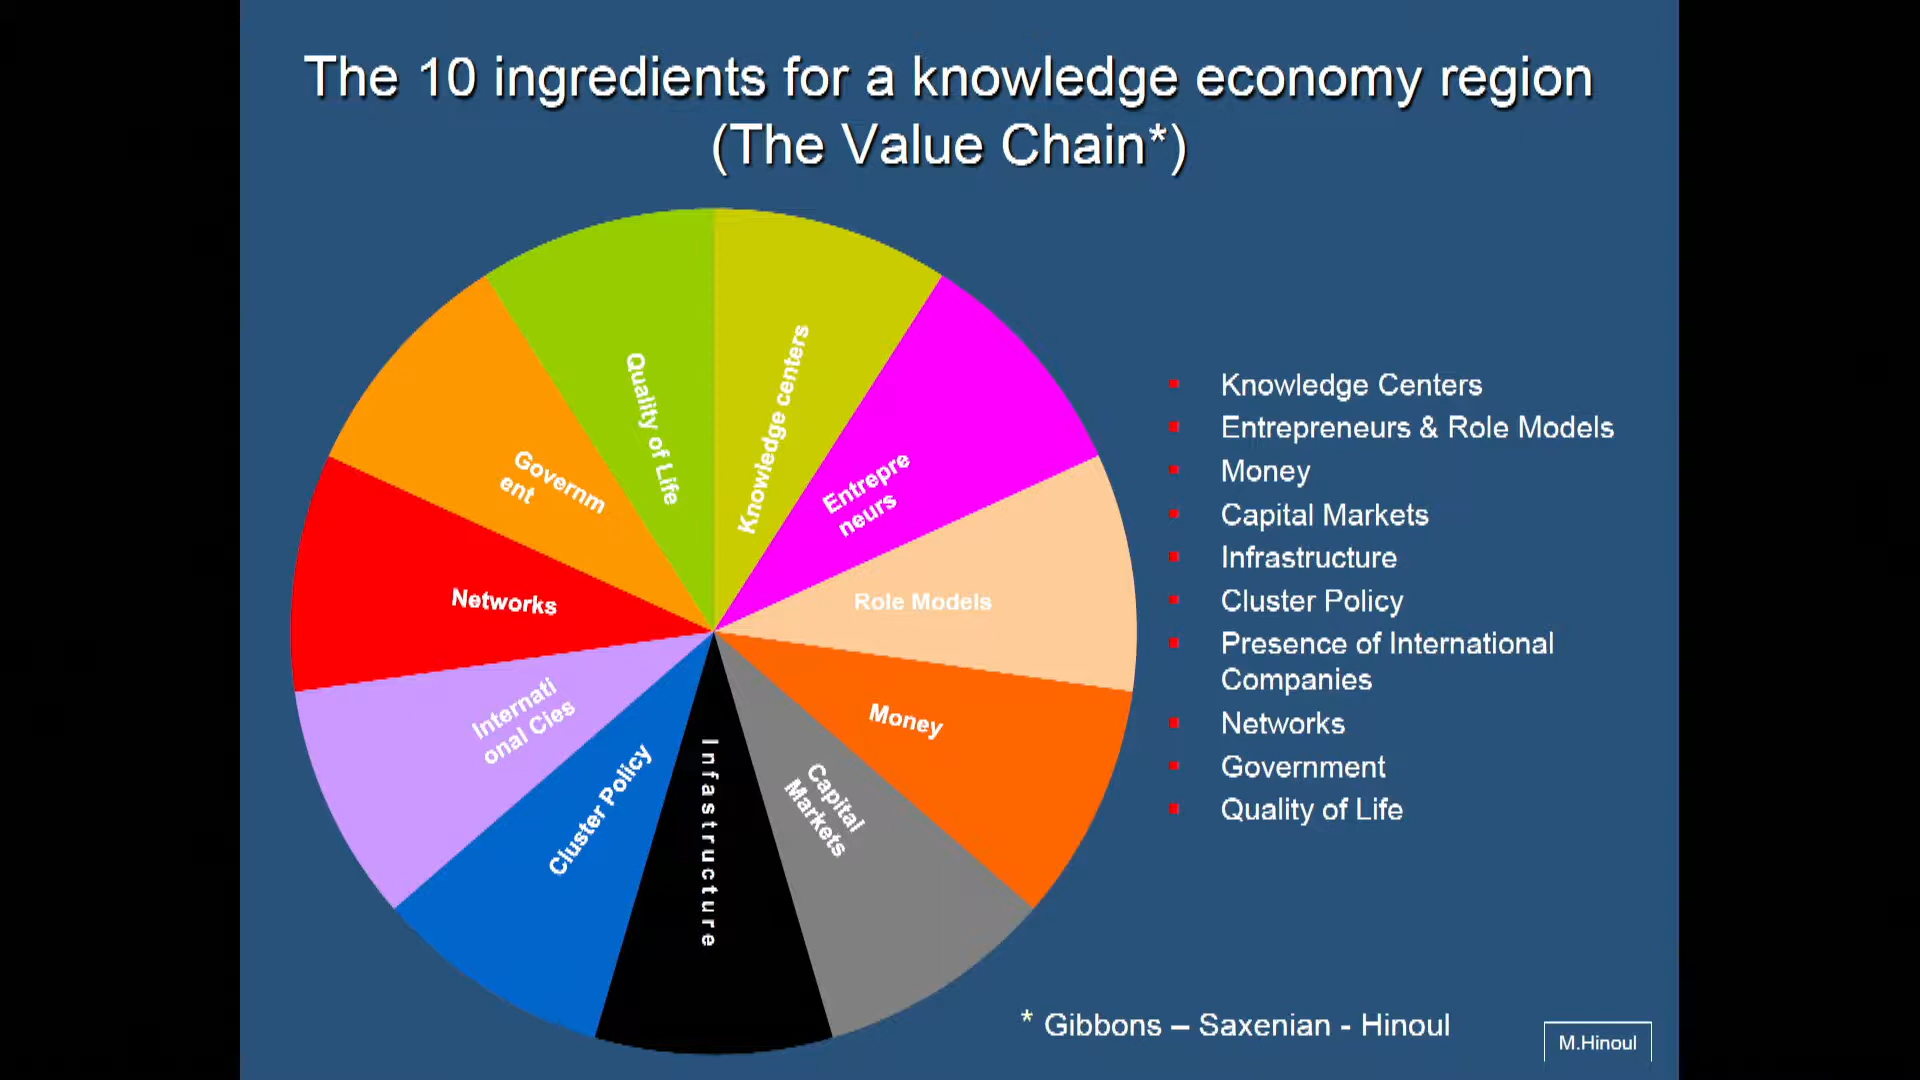 The 10 ingredients for a knowledge economy region
(The Value Chain*)
Quality of Life
Knowledge centers
Entrepre
neurs
Role Models
Money
Capital
Markets
Infastructure
Cluster Policy
Internati
onal Cies
Networks
Governm
ent
Knowledge Centers
Entrepreneurs & Role Models
Money
Capital Markets
Infrastructure
Cluster Policy
Presence of International
Companies
Networks
Government
Quality of Life
* Gibbons – Saxenian - Hinoul
M.Hinoul